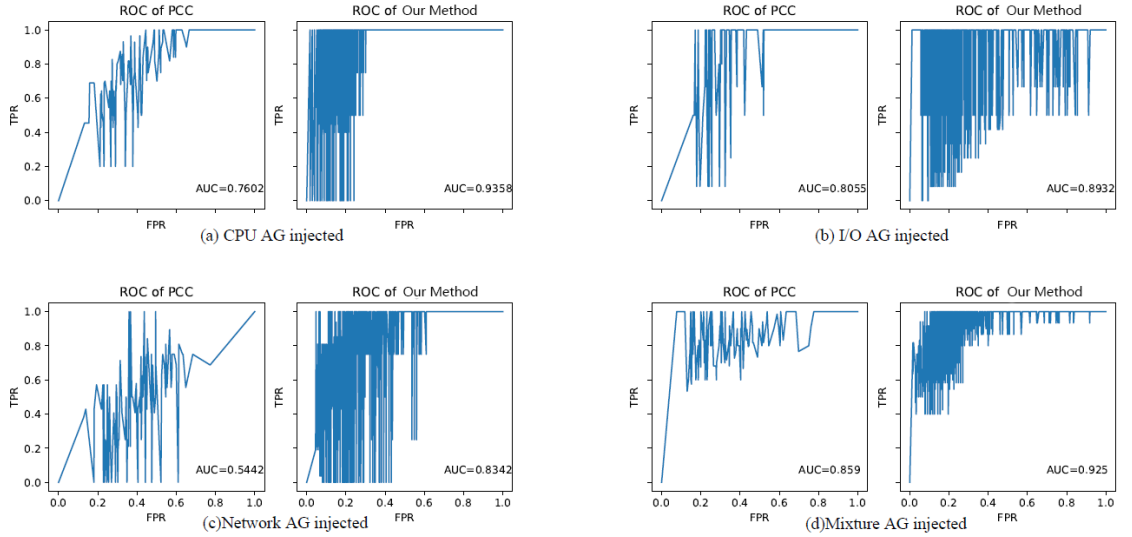 ROC of PCC
ROC of Our Method
1.0
0.8
0.6
0.4
0.2
0.0
TPR
TPR
AUC=0.7602
AUC=0.9358
FPR
FPR
(a) CPU AG injected
ROC of PCC
ROC of Our Method
TPR
TPR
AUC=0.8055
AUC=0.8932
FPR
FPR
(b) I/O AG injected
ROC of PCC
ROC of Our Method
1.0
0.8
0.6
0.4
0.2
0.0
TPR
TPR
AUC=0.5442
AUC=0.8342
0.0 0.2 0.4 0.6 0.8 1.0
0.0 0.2 0.4 0.6 0.8 1.0
FPR
FPR
(c)Network AG injected
ROC of PCC
ROC of Our Method
TPR
TPR
AUC=0.859
AUC=0.925
0.0 0.2 0.4 0.6 0.8 1.0
0.0 0.2 0.4 0.6 0.8 1.0
FPR
FPR
(d)Mixture AG injected